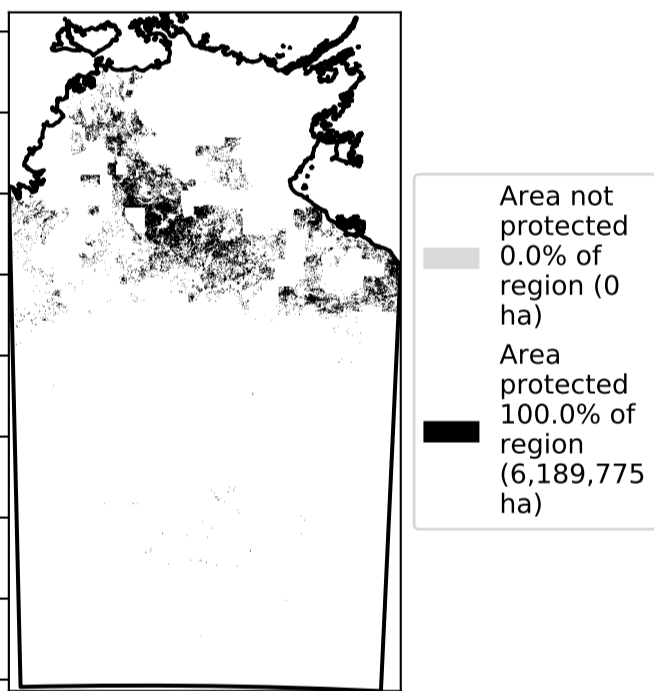 Area not
protected
0.0% of
region (0
ha)
Area
protected
100.0% of
region
(6,189,775
ha)